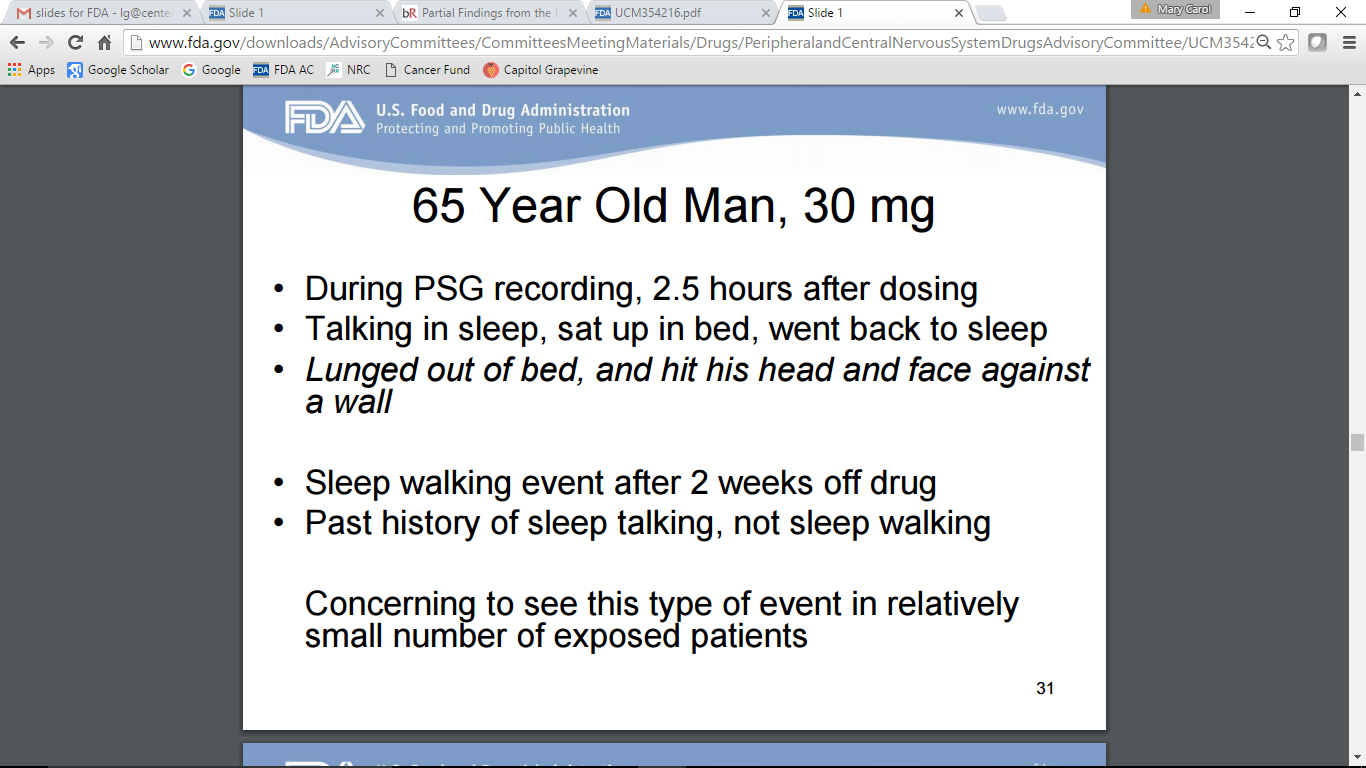 slides for FDA - lg@cente
Slide 1
bR Partial Findings from the
UCM354216.pdf
Slide 1
Mary Carol
www.fda.gov/downloads/AdvisoryCommittees/CommitteesMeetingMaterials/Drugs/PeripheralandCentralNervousSystemDrugsAdvisoryCommittee/UCM3542
Apps
Google Scholar
Google
FDA AC
NRC
Cancer Fund
Capitol Grapevine
FDA
U.S. Food and Drug Administration
Protecting and Promoting Public Health
www.fda.gov
65 Year Old Man, 30 mg
• During PSG recording, 2.5 hours after dosing
• Talking in sleep, sat up in bed, went back to sleep
• Lunged out of bed, and hit his head and face against
a wall
• Sleep walking event after 2 weeks off drug
• Past history of sleep talking, not sleep walking
Concerning to see this type of event in relatively
small number of exposed patients
31